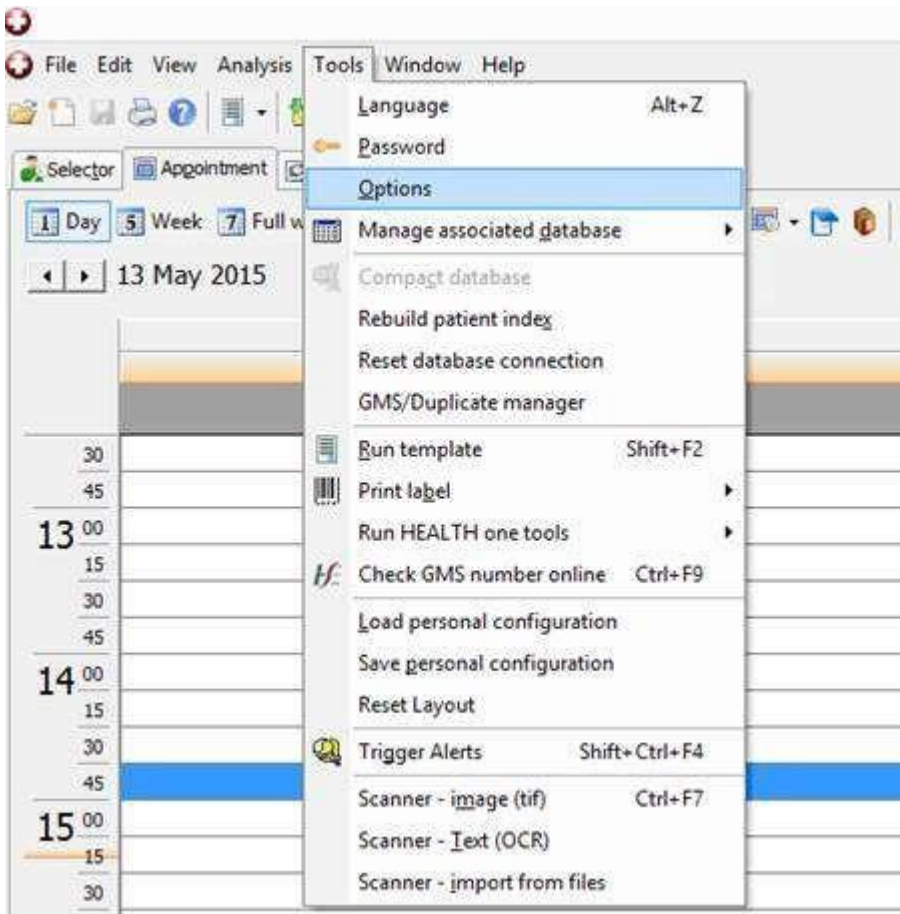 File Edit View Analysis Tools Window Help
Selector Appointment
1 Day 5 Week 7 Full w
13 May 2015
Language Alt+Z
Password
Options
Manage associated database
Compact database
Rebuild patient index
Reset database connection
GMS/Duplicate manager
Run template Shift+F2
Print label
Run HEALTH one tools
Check GMS number online Ctrl+F9
Load personal configuration
Save personal configuration
Reset Layout
Trigger Alerts Shift+Ctrl+F4
Scanner - image (tif) Ctrl+F7
Scanner - Text (OCR)
Scanner - import from files
30
45
13 00
15
30
45
14 00
15
30
45
15 00
15
30